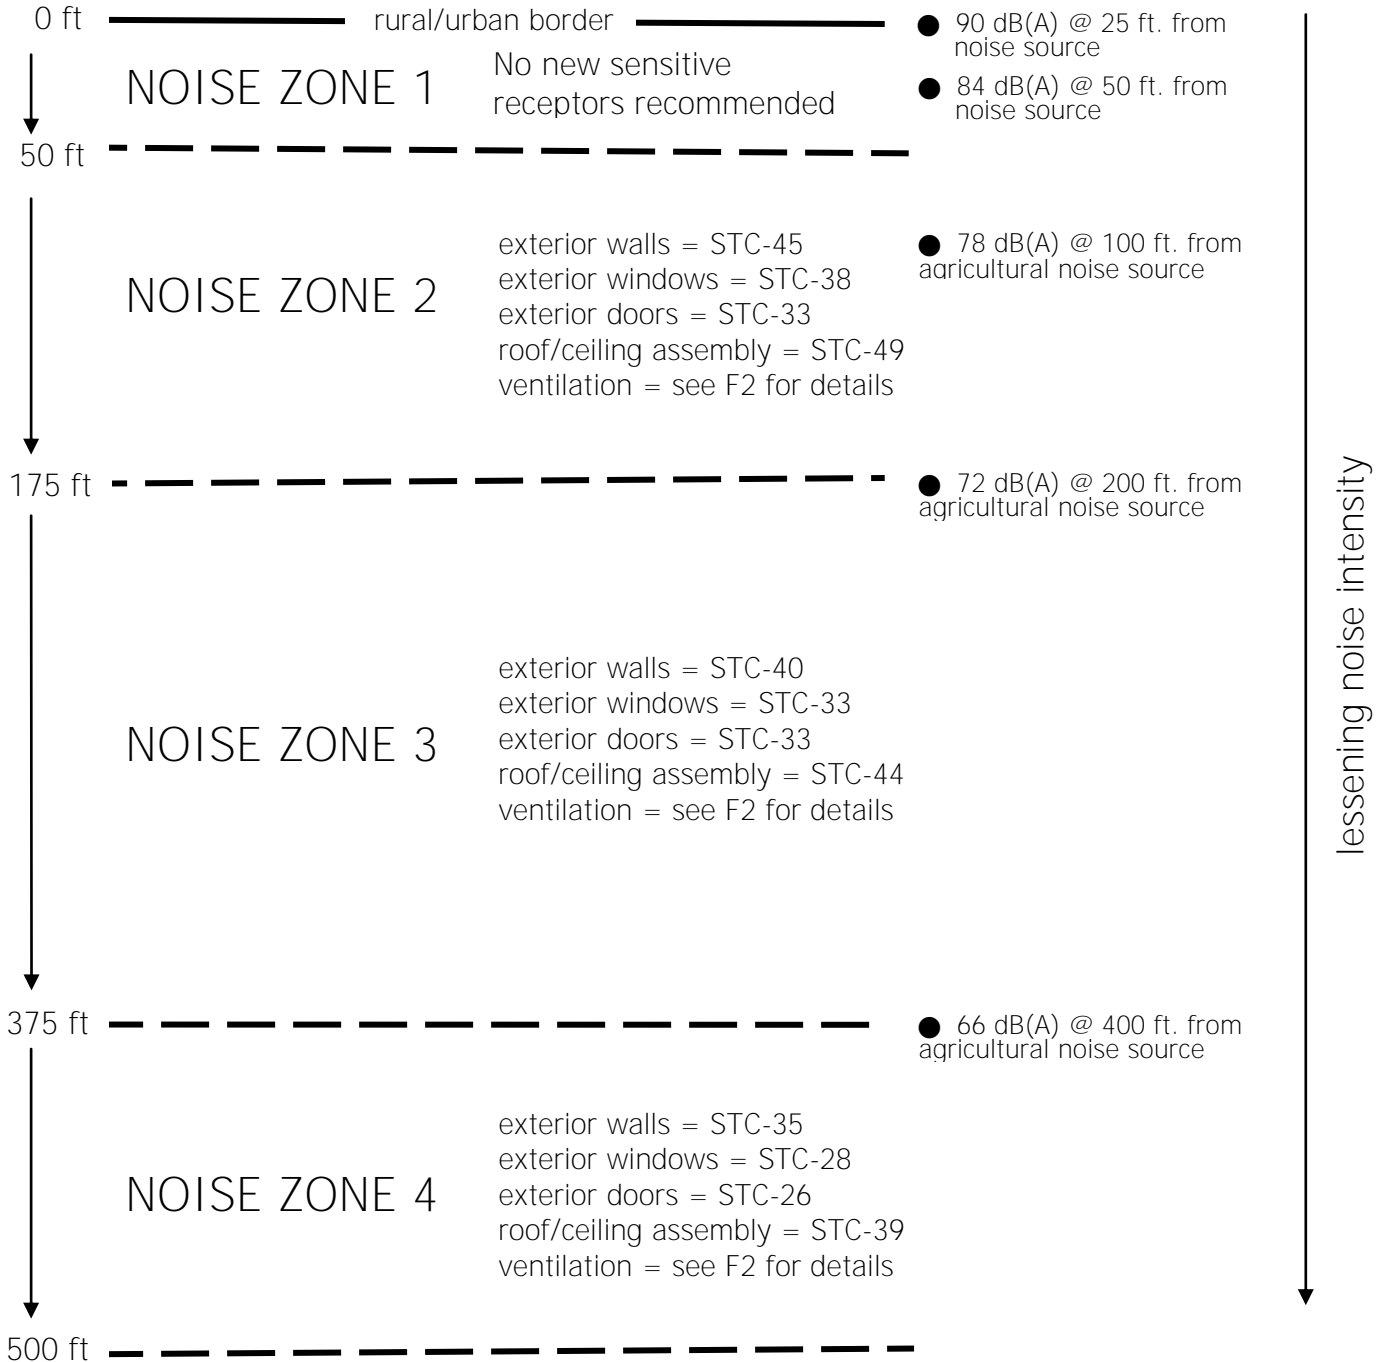 0 ft
rural/urban border
90 dB(A) @ 25 ft. from
noise source
NOISE ZONE 1
No new sensitive
receptors recommended
84 dB(A) @ 50 ft. from
noise source
50 ft
NOISE ZONE 2
exterior walls = STC-45
exterior windows = STC-38
exterior doors = STC-33
roof/ceiling assembly = STC-49
ventilation = see F2 for details
78 dB(A) @ 100 ft. from
agricultural noise source
175 ft
72 dB(A) @ 200 ft. from
agricultural noise source
NOISE ZONE 3
exterior walls = STC-40
exterior windows = STC-33
exterior doors = STC-33
roof/ceiling assembly = STC-44
ventilation = see F2 for details
375 ft
66 dB(A) @ 400 ft. from
agricultural noise source
NOISE ZONE 4
exterior walls = STC-35
exterior windows = STC-28
exterior doors = STC-26
roof/ceiling assembly = STC-39
ventilation = see F2 for details
500 ft
lessening noise intensity